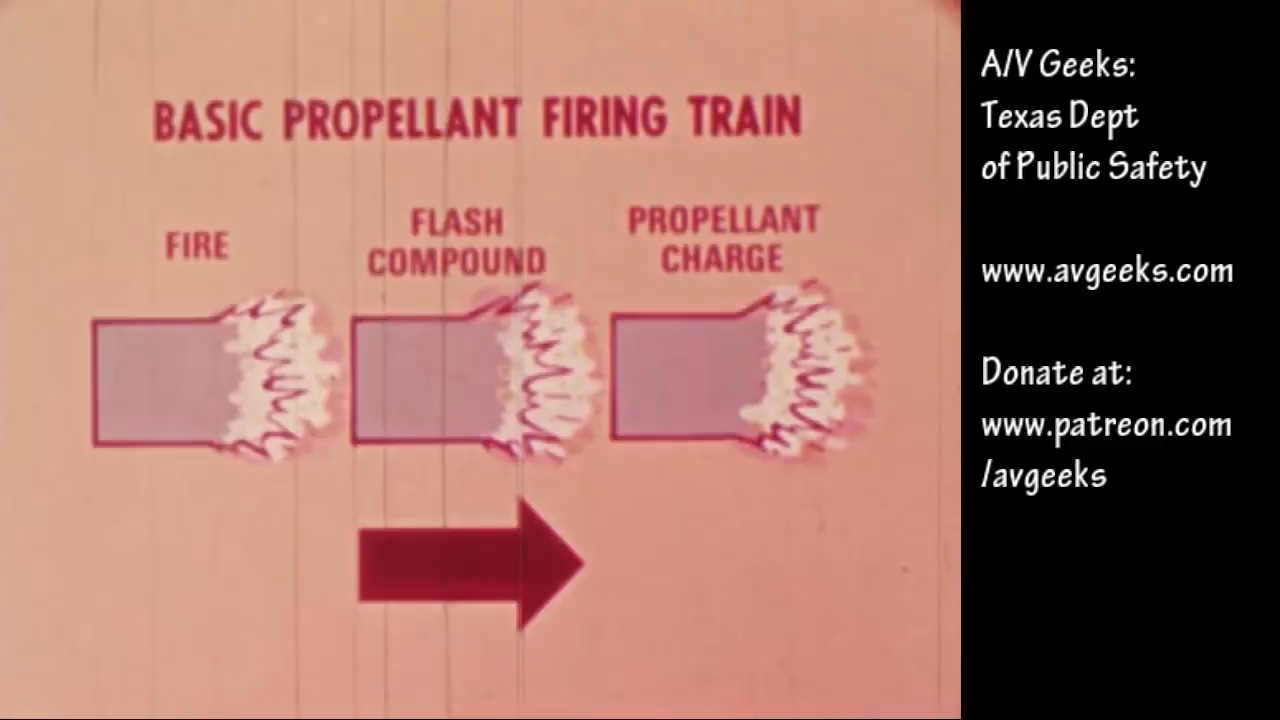 BASIC PROPELLANT FIRING TRAIN
FIRE
FLASH
COMPOUND
PROPELLANT
CHARGE
A/V Geeks:
Texas Dept
of Public Safety
www.avgeeks.com
Donate at:
www.patreon.com
/avgeeks